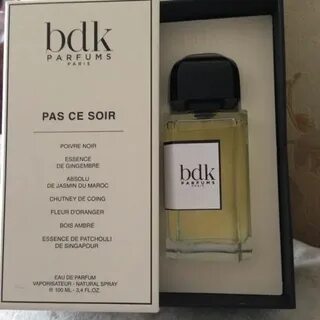 bdk
PARFUMS
PARIS
PAS CE SOIR
POIVRE NOIR
ESSENCE
DE GINGEMBRE
ABSOLU
DE JASMIN DU MAROC
CHUTNEY DE COING
FLEUR D'ORANGER
BOIS AMBRÉ
ESSENCE DE PATCHOULI
DE SINGAPOUR
EAU DE PARFUM
VAPORISATEUR - NATURAL SPRAY
℮ 100 ML - 3,4 FL.OZ.
bdk
PARFUMS
PARIS